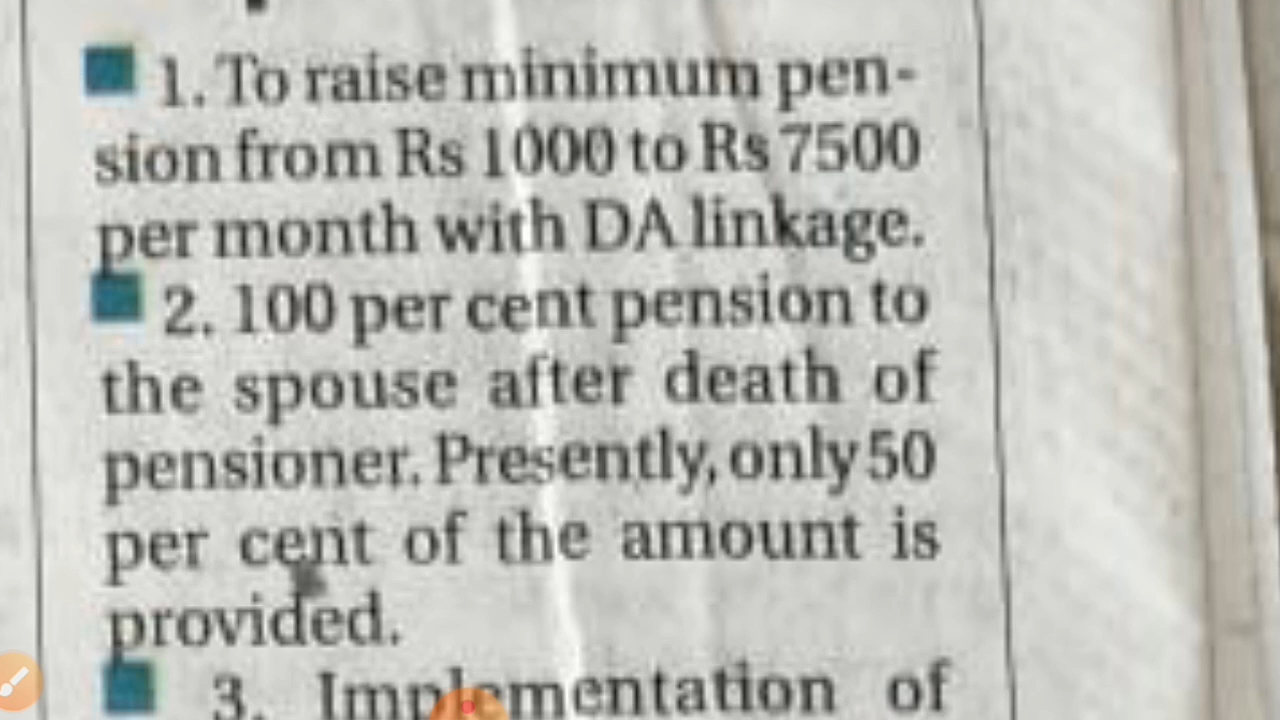 1. To raise minimum pen-
sion from Rs 1000 to Rs 7500
per month with DA linkage.
2. 100 per cent pension to
the spouse after death of
pensioner. Presently, only 50
per cent of the amount is
provided.
3. Implementation of